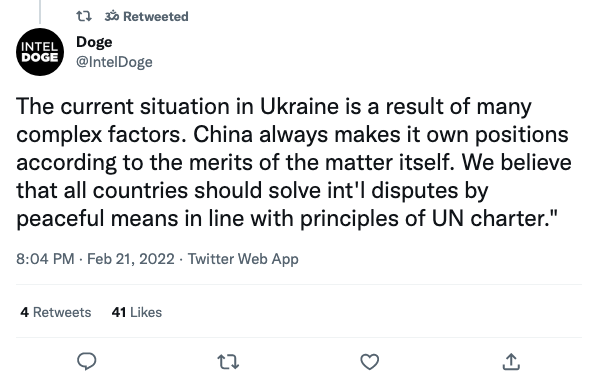 ॐ Retweeted
INTEL
DOGE
Doge
@IntelDoge
The current situation in Ukraine is a result of many
complex factors. China always makes it own positions
according to the merits of the matter itself. We believe
that all countries should solve int'l disputes by
peaceful means in line with principles of UN charter."
8:04 PM · Feb 21, 2022 · Twitter Web App
4 Retweets 41 Likes